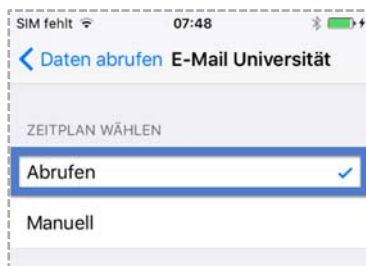 SIM fehlt 07:48
Daten abrufen E-Mail Universität
ZEITPLAN WÄHLEN
Abrufen
Manuell